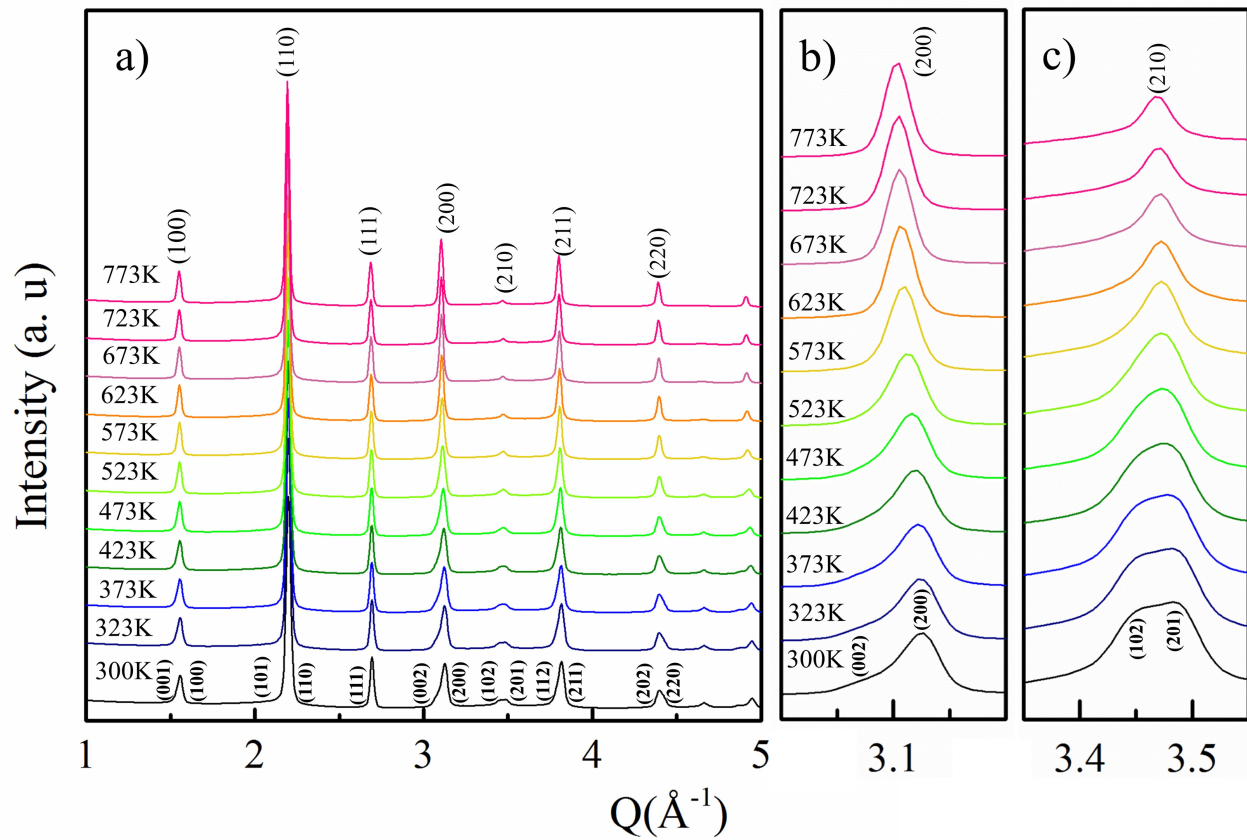 a)
(100)
(110)
(111)
(200)
(210)
(211)
(220)
773K
723K
673K
623K
573K
523K
473K
423K
373K
323K
300K
(001)
(100)
(101)
(110)
(111)
(002)
(200)
(102)
(201)
(112)
(211)
(202)
(220)
1
2
3
4
5
b)
(200)
773K
723K
673K
623K
573K
523K
473K
423K
373K
323K
300K
(002)
(200)
3.1
c)
(210)
(102)
(201)
3.4
3.5
Intensity (a. u)
Q(Å-1)